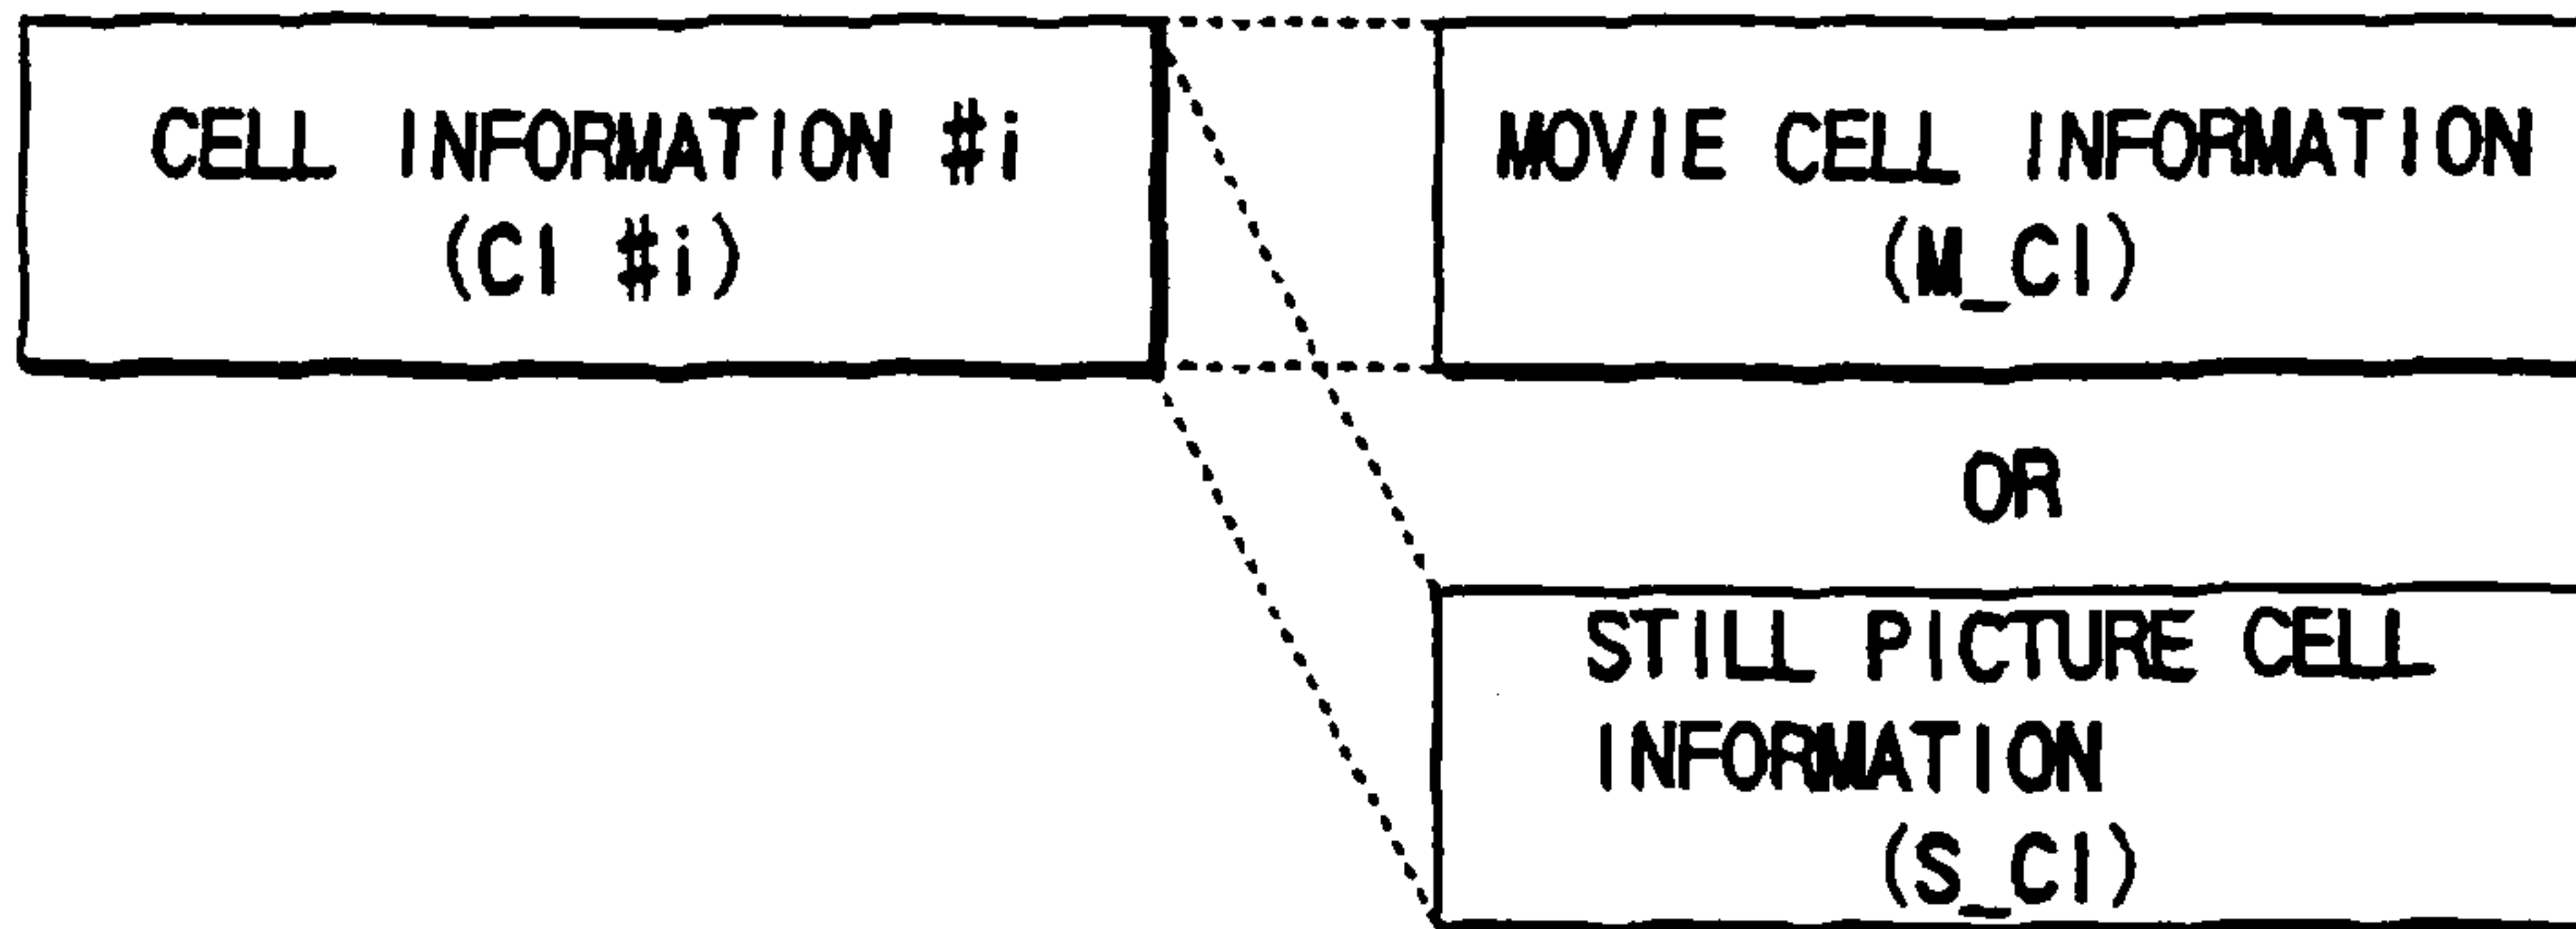 CELL INFORMATION #i
(CI #i)
MOVIE CELL INFORMATION
(M_CI)
OR
STILL PICTURE CELL
INFORMATION
(S_CI)